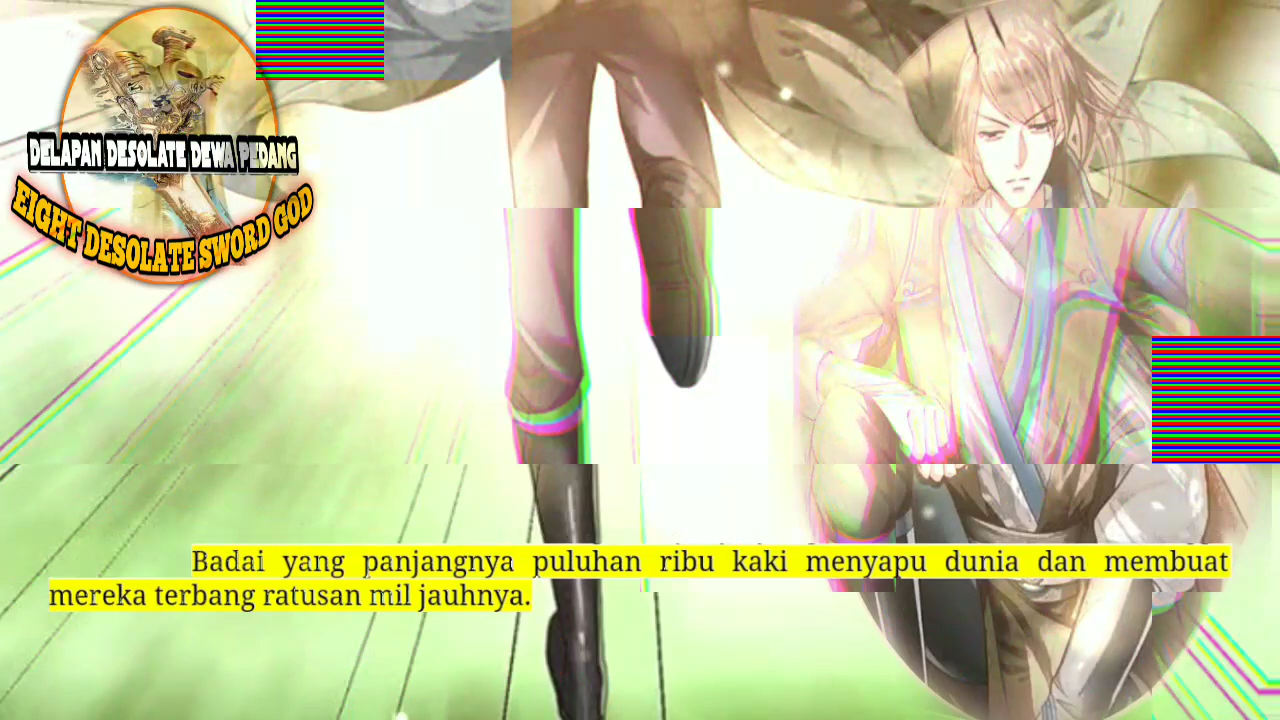 DELAPAN DESOLATE DEWA PEDANG
EIGHT DESOLATE SWORD GOD
Badai yang panjangnya puluhan ribu kaki menyapu dunia dan membuat
mereka terbang ratusan mil jauhnya.